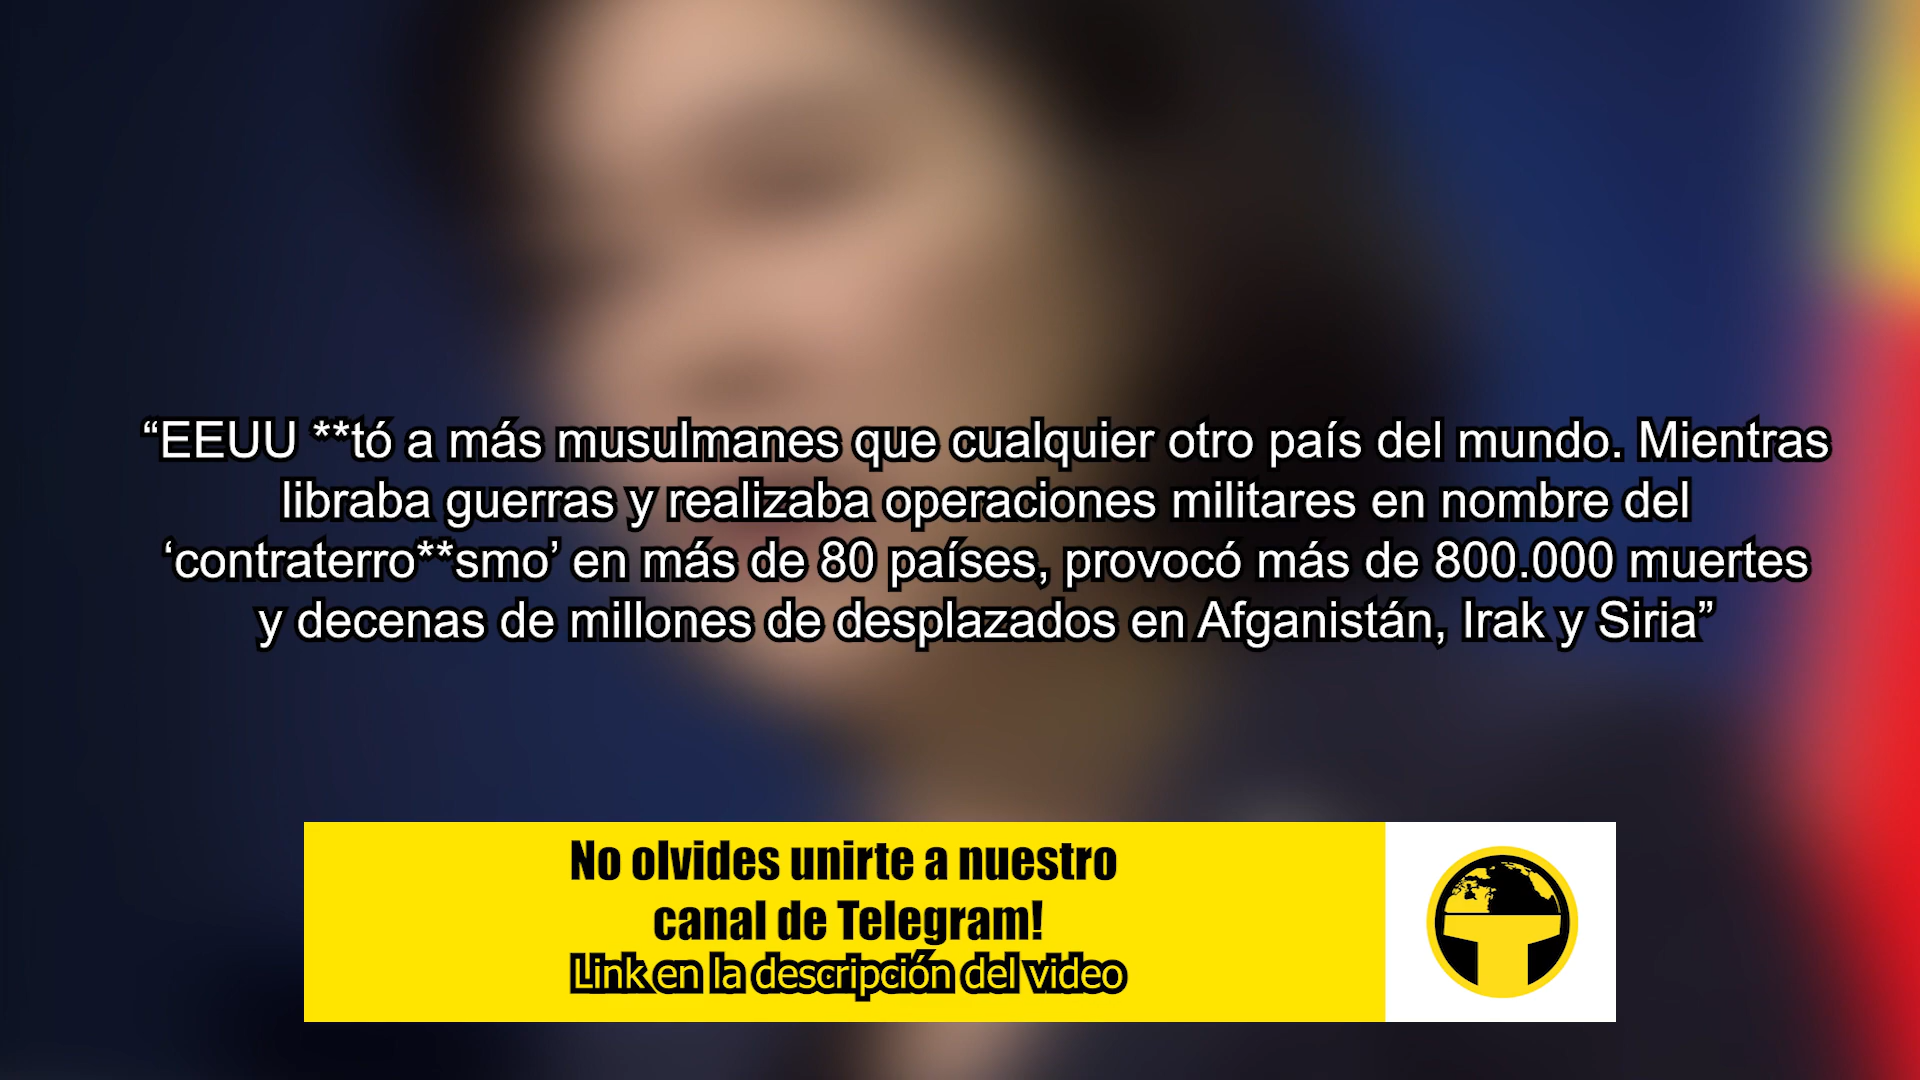 “EEUU **tó a más musulmanes que cualquier otro país del mundo. Mientras
libraba guerras y realizaba operaciones militares en nombre del
‘contraterro**smo’ en más de 80 países, provocó más de 800.000 muertes
y decenas de millones de desplazados en Afganistán, Irak y Siria”
No olvides unirte a nuestro
canal de Telegram!
Link en la descripción del video